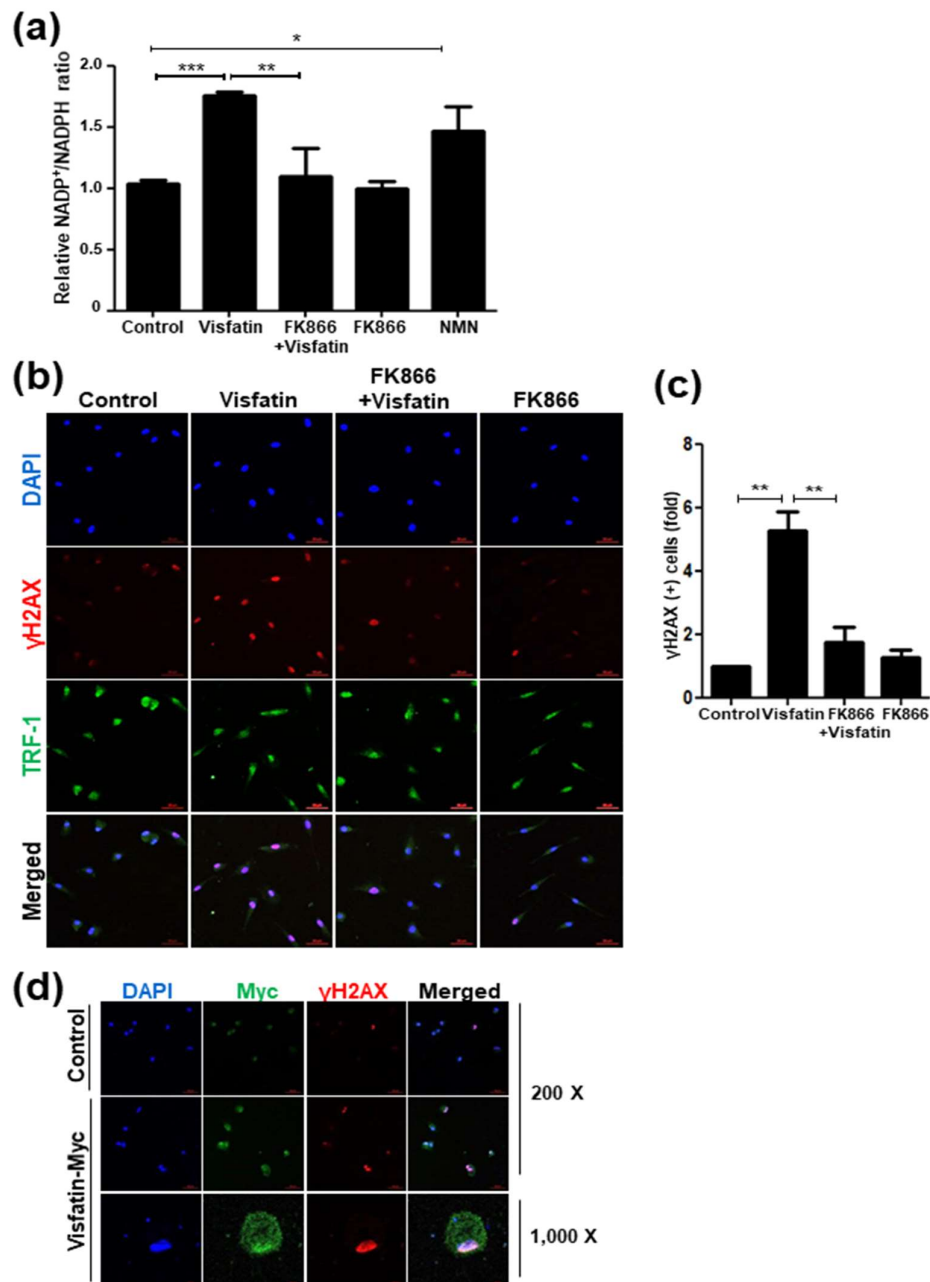 (a)
*
*** **
Relative NADP⁺/NADPH ratio
2.0
1.5
1.0
0.5
0
Control Visfatin FK866 FK866 NMN
+Visfatin
(b)
Control Visfatin FK866 FK866
+Visfatin
DAPI
γH2AX
TRF-1
Merged
(c)
γH2AX (+) cells (fold)
8
6
4
2
0
** **
Control Visfatin FK866 FK866
+Visfatin
(d)
DAPI Myc γH2AX Merged
Control
Visfatin-Myc
200 X
1,000 X